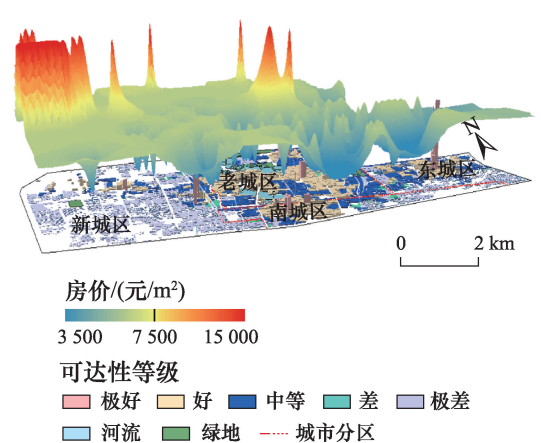 N
老城区
东城区
南城区
新城区
0 2 km
房价/(元/m²)
3 500 7 500 15 000
可达性等级
极好 好 中等 差 极差
河流 绿地 城市分区